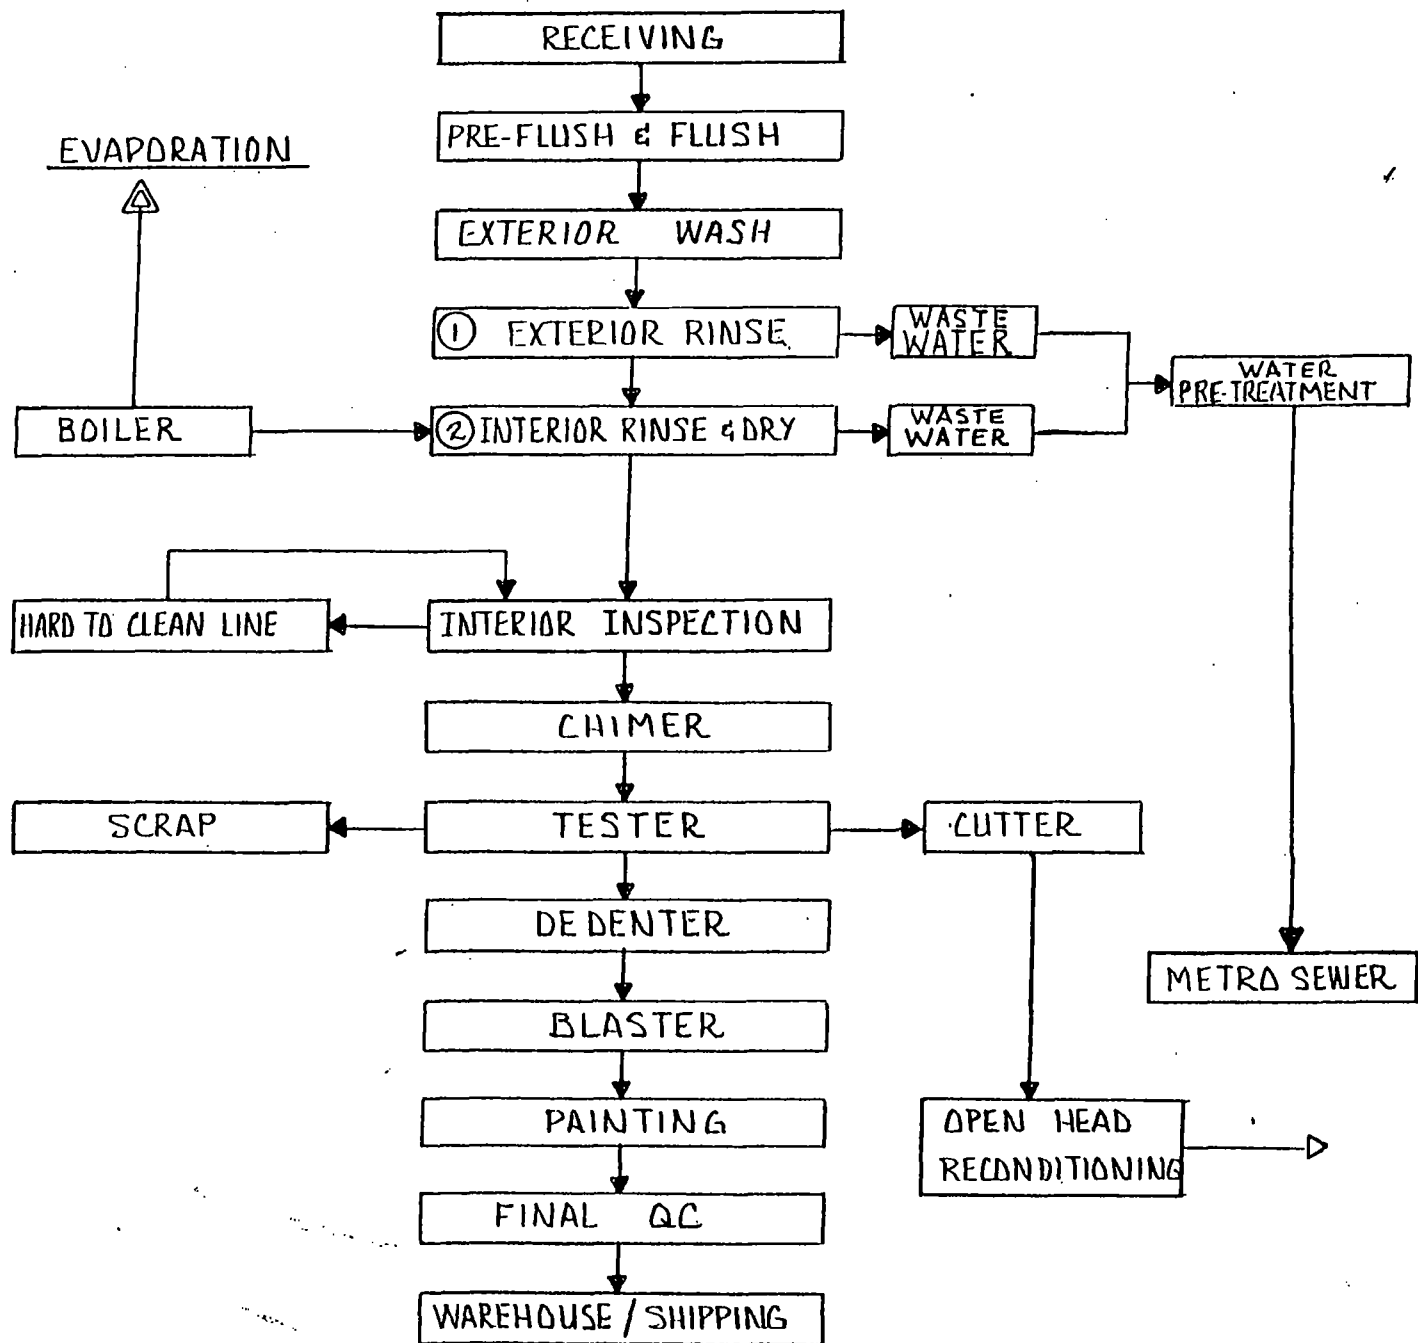 RECEIVING
PRE-FLUSH & FLUSH
EVAPORATION
EXTERIOR WASH
① EXTERIOR RINSE
WASTE
WATER
WATER
PRE-TREATMENT
BOILER
② INTERIOR RINSE & DRY
WASTE
WATER
HARD TO CLEAN LINE
INTERIOR INSPECTION
CHIMER
SCRAP
TESTER
CUTTER
DEDENTER
METRO SEWER
BLASTER
PAINTING
OPEN HEAD
RECONDITIONING
FINAL QC
WAREHOUSE / SHIPPING